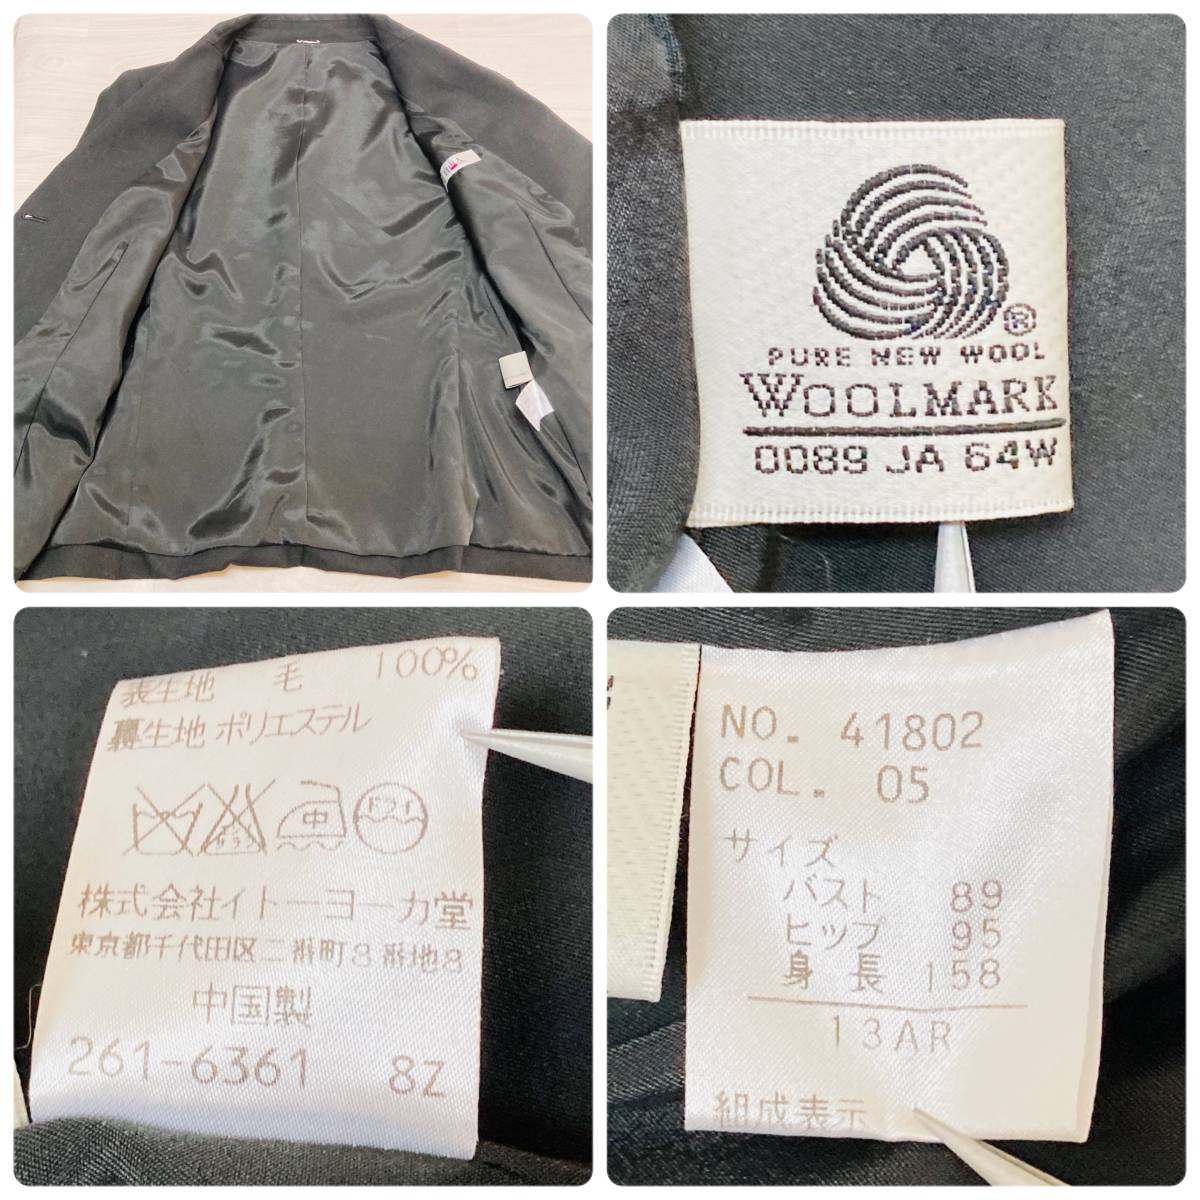 PURE NEW WOOL
WOOLMARK
0089 JA 64W
®
表生地 毛 100%
裏生地 ポリエステル
中 ドライ
株式会社イトーヨーカ堂
東京都千代田区二番町8番地8
中国製
261-6361 8Z
NO. 41802
COL. 05
サイズ
バスト 89
ヒップ 95
身長 158
13AR
組成表示